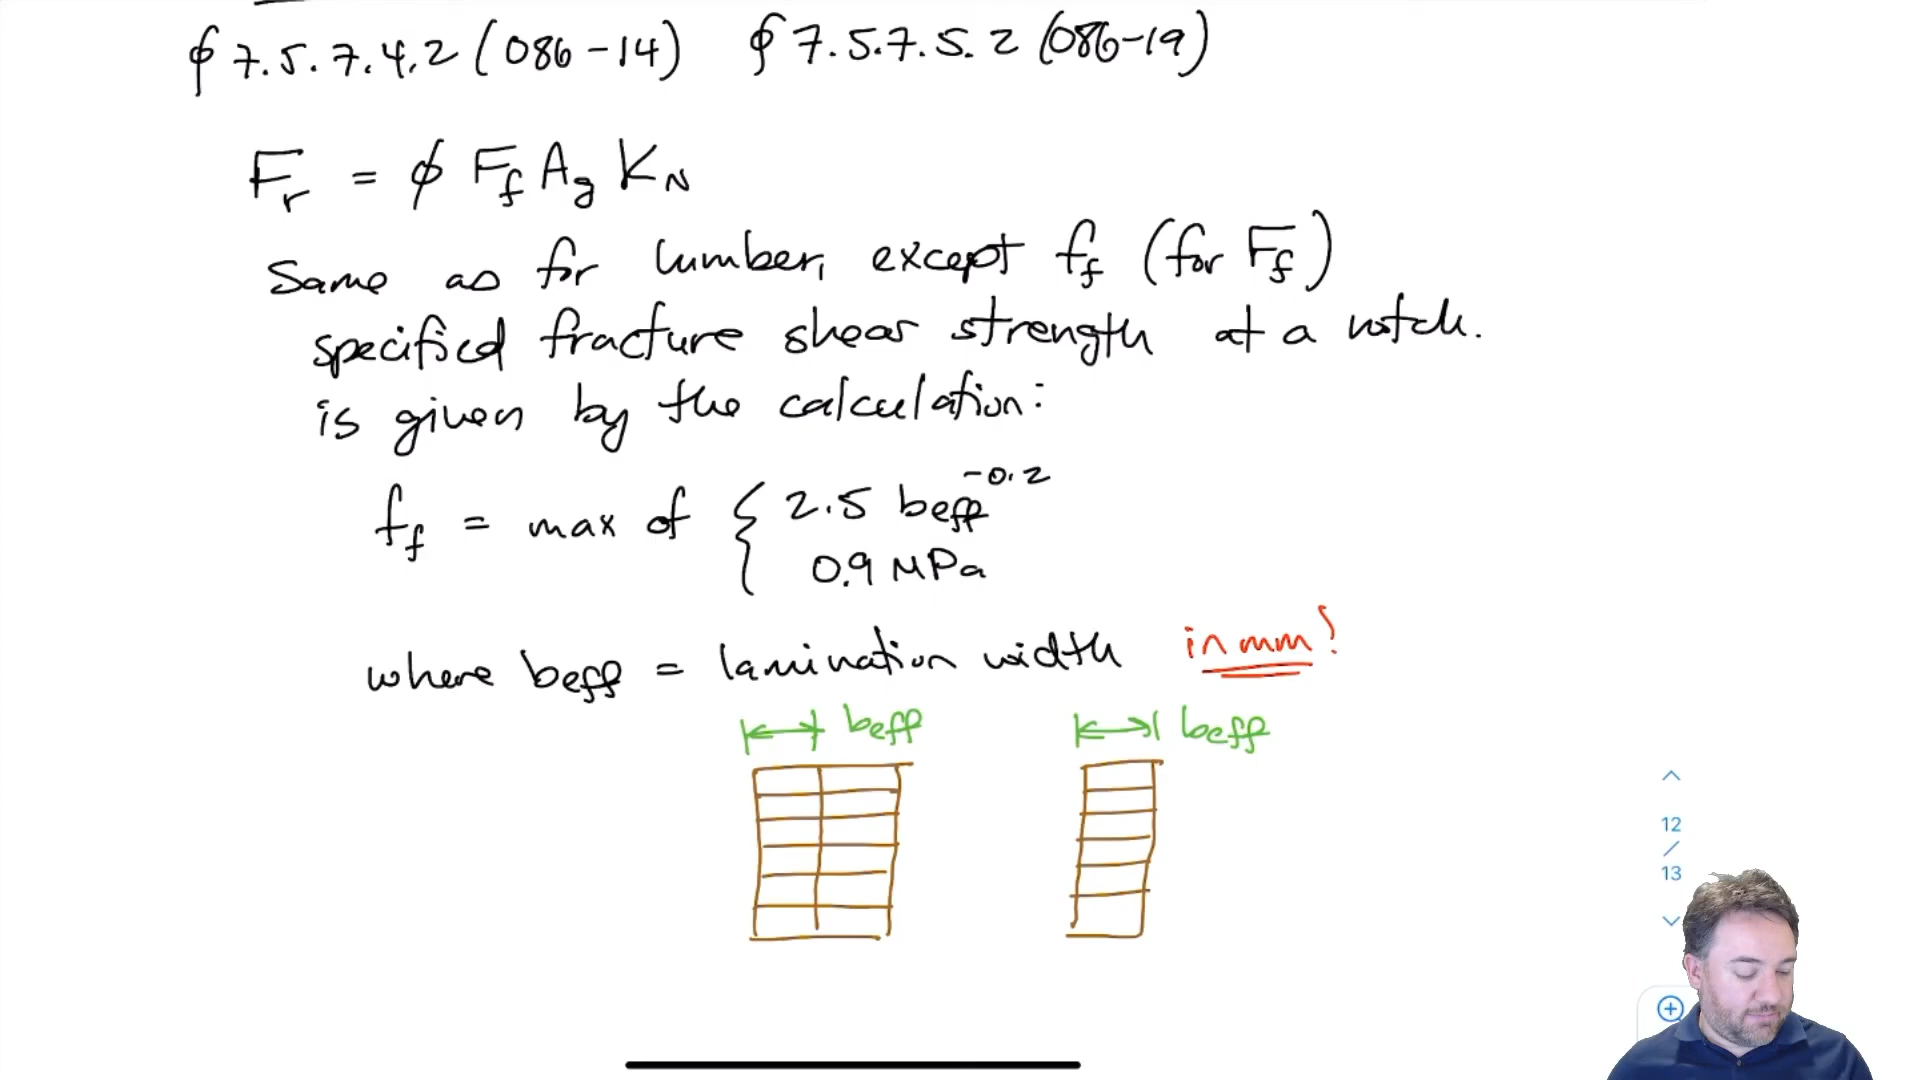 ∮ 7.5.7.4.2 (086-14) ∮ 7.5.7.5.2 (086-19)
Fr = ϕ Ff Ag KN
Same as for lumber, except ff (for Ff)
specified fracture shear strength at a notch.
is given by the calculation:
ff = max of { 2.5 beff^-0.2
0.9 MPa
where beff = lamination width in mm!
beff beff
12
/
13